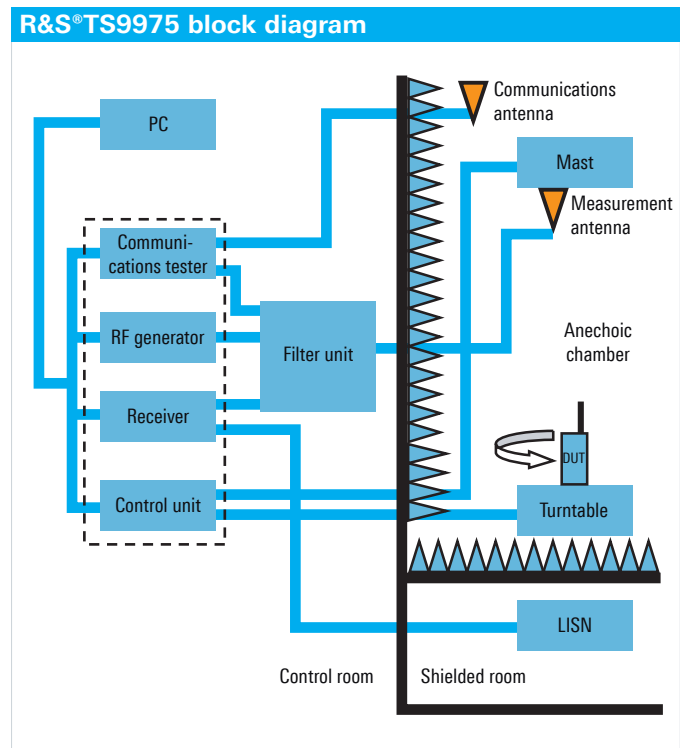 R&S®TS9975 block diagram
Communications
antenna
PC
Mast
Measurement
antenna
Communi-
cations tester
RF generator
Filter unit
Anechoic
chamber
Receiver
DUT
Control unit
Turntable
LISN
Control room
Shielded room